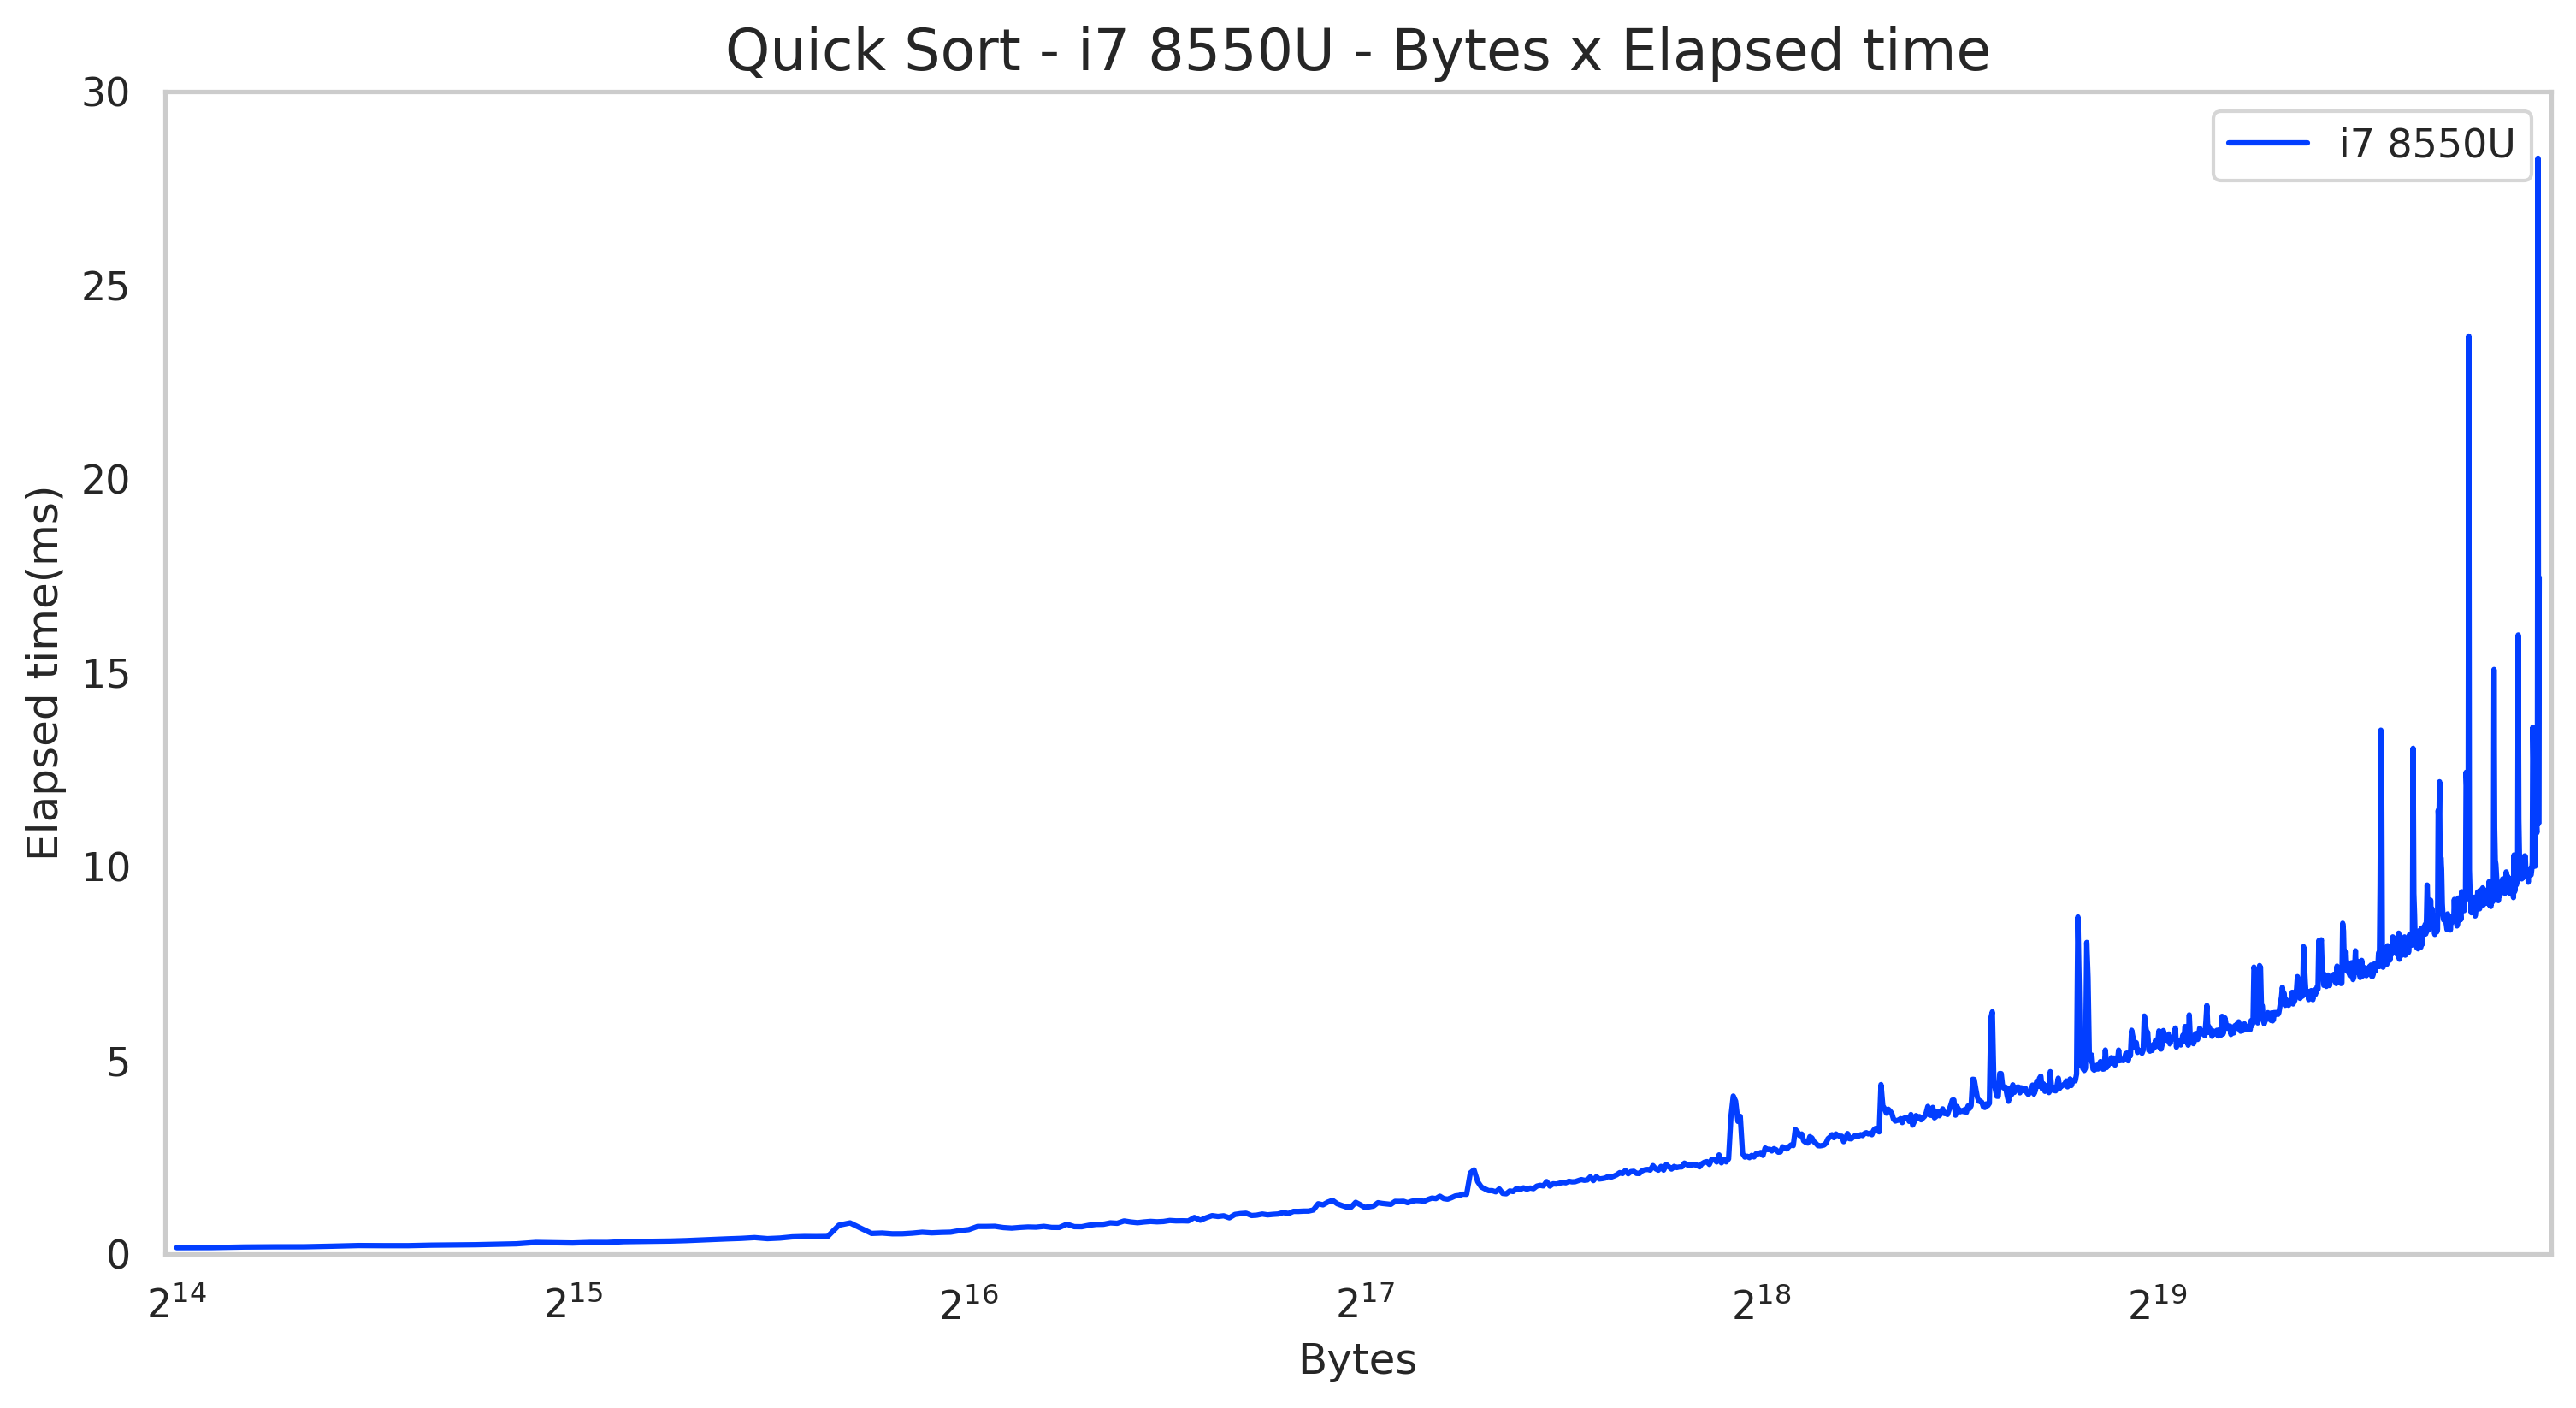 Quick Sort - i7 8550U - Bytes x Elapsed time
i7 8550U
Elapsed time(ms)
30
25
20
15
10
5
0
2^14 2^15 2^16 2^17 2^18 2^19
Bytes